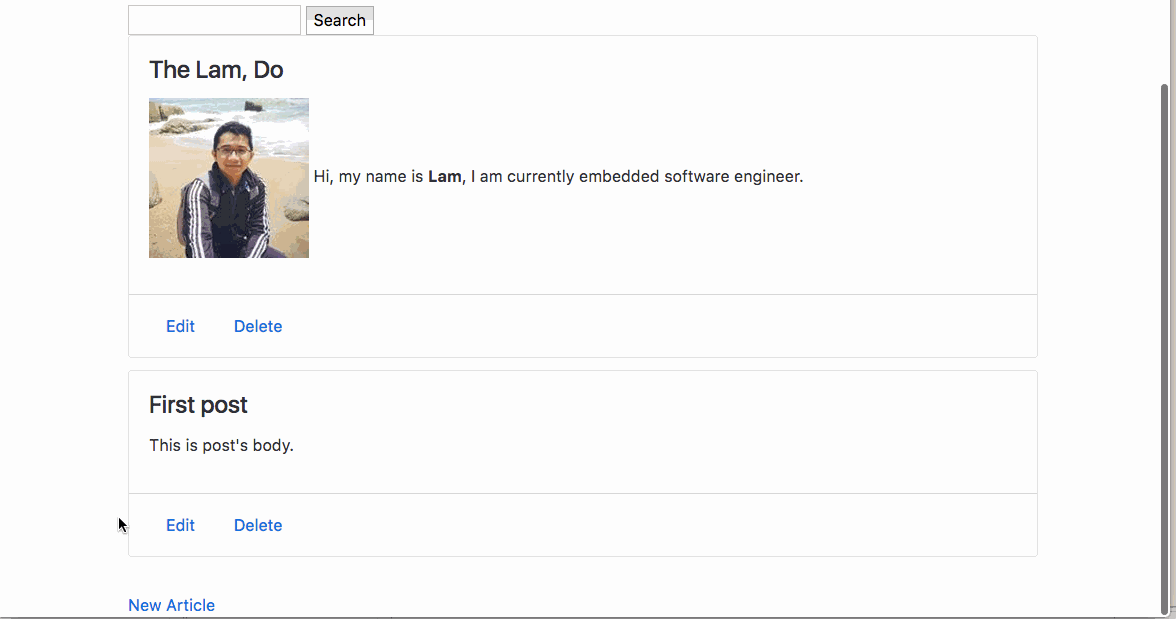 Search
The Lam, Do
Hi, my name is Lam, I am currently embedded software engineer.
Edit Delete
First post
This is post's body.
Edit Delete
New Article